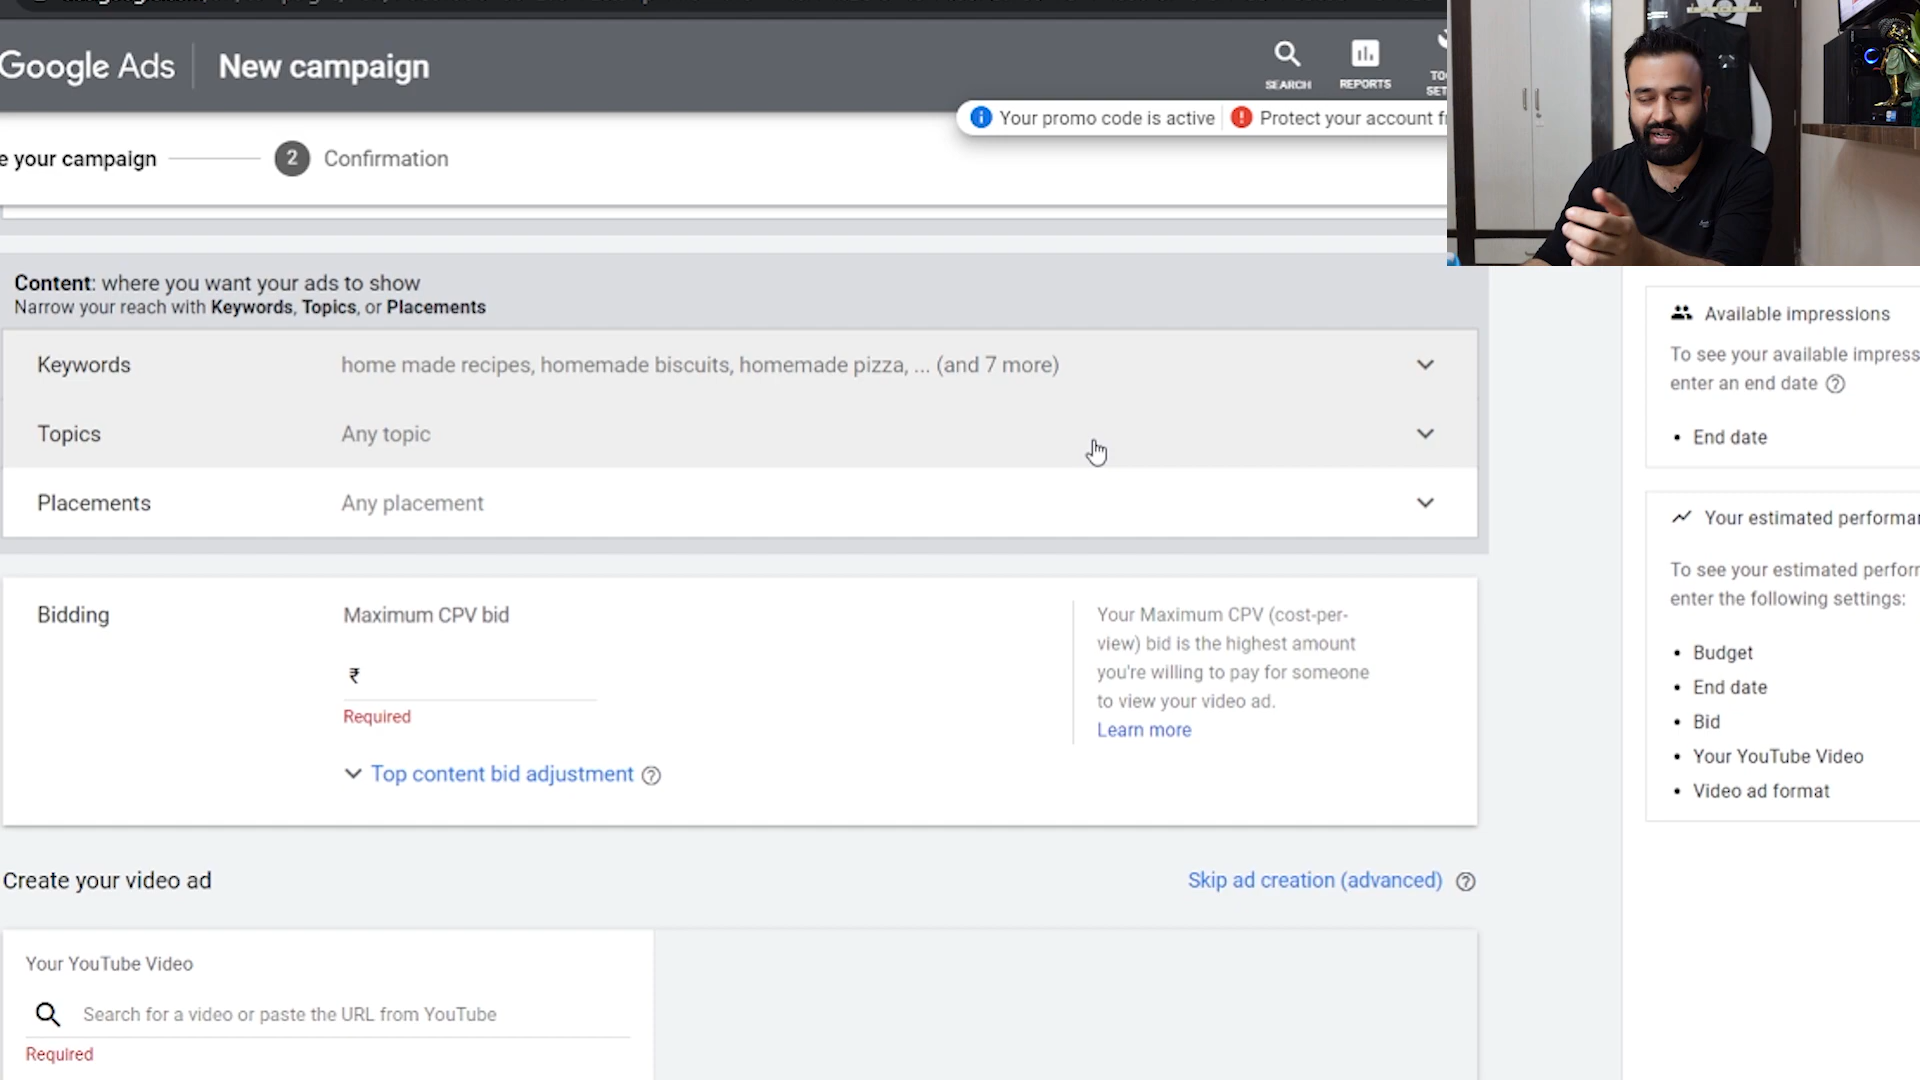 Google Ads
New campaign
SEARCH
REPORTS
Your promo code is active
Protect your account
e your campaign
2
Confirmation
Content: where you want your ads to show
Narrow your reach with Keywords, Topics, or Placements
Keywords
home made recipes, homemade biscuits, homemade pizza, ... (and 7 more)
Topics
Any topic
Placements
Any placement
Bidding
Maximum CPV bid
₹
Required
Top content bid adjustment
Your Maximum CPV (cost-per-
view) bid is the highest amount
you're willing to pay for someone
to view your video ad.
Learn more
Create your video ad
Skip ad creation (advanced)
Your YouTube Video
Search for a video or paste the URL from YouTube
Required
Available impressions
To see your available impress
enter an end date
• End date
Your estimated performa
To see your estimated perfor
enter the following settings:
• Budget
• End date
• Bid
• Your YouTube Video
• Video ad format